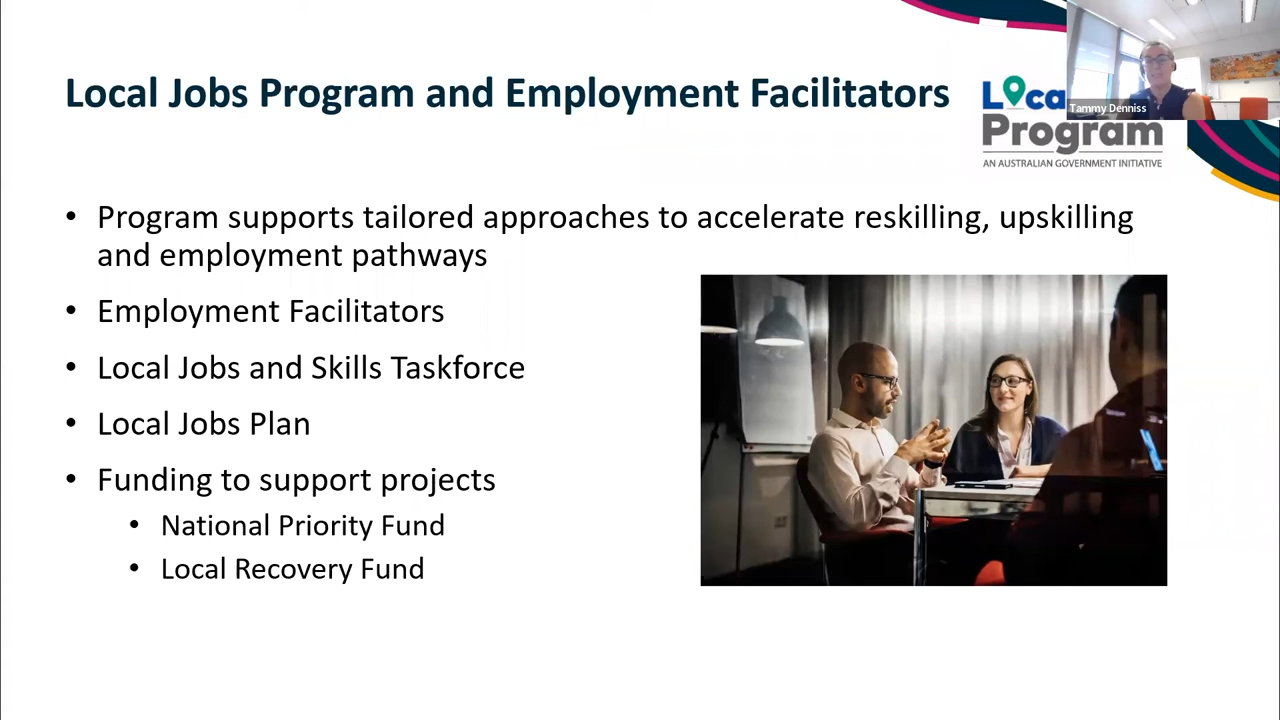 Local Jobs Program and Employment Facilitators
Loca
Program
AN AUSTRALIAN GOVERNMENT INITIATIVE
Tammy Denniss
• Program supports tailored approaches to accelerate reskilling, upskilling
and employment pathways
• Employment Facilitators
• Local Jobs and Skills Taskforce
• Local Jobs Plan
• Funding to support projects
• National Priority Fund
• Local Recovery Fund